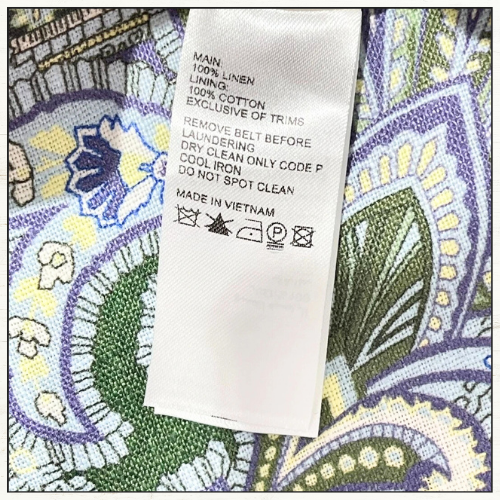 MAIN:
100% LINEN
LINING:
100% COTTON
EXCLUSIVE OF TRIMS
REMOVE BELT BEFORE
LAUNDERING
DRY CLEAN ONLY CODE P
COOL IRON
DO NOT SPOT CLEAN
MADE IN VIETNAM
P